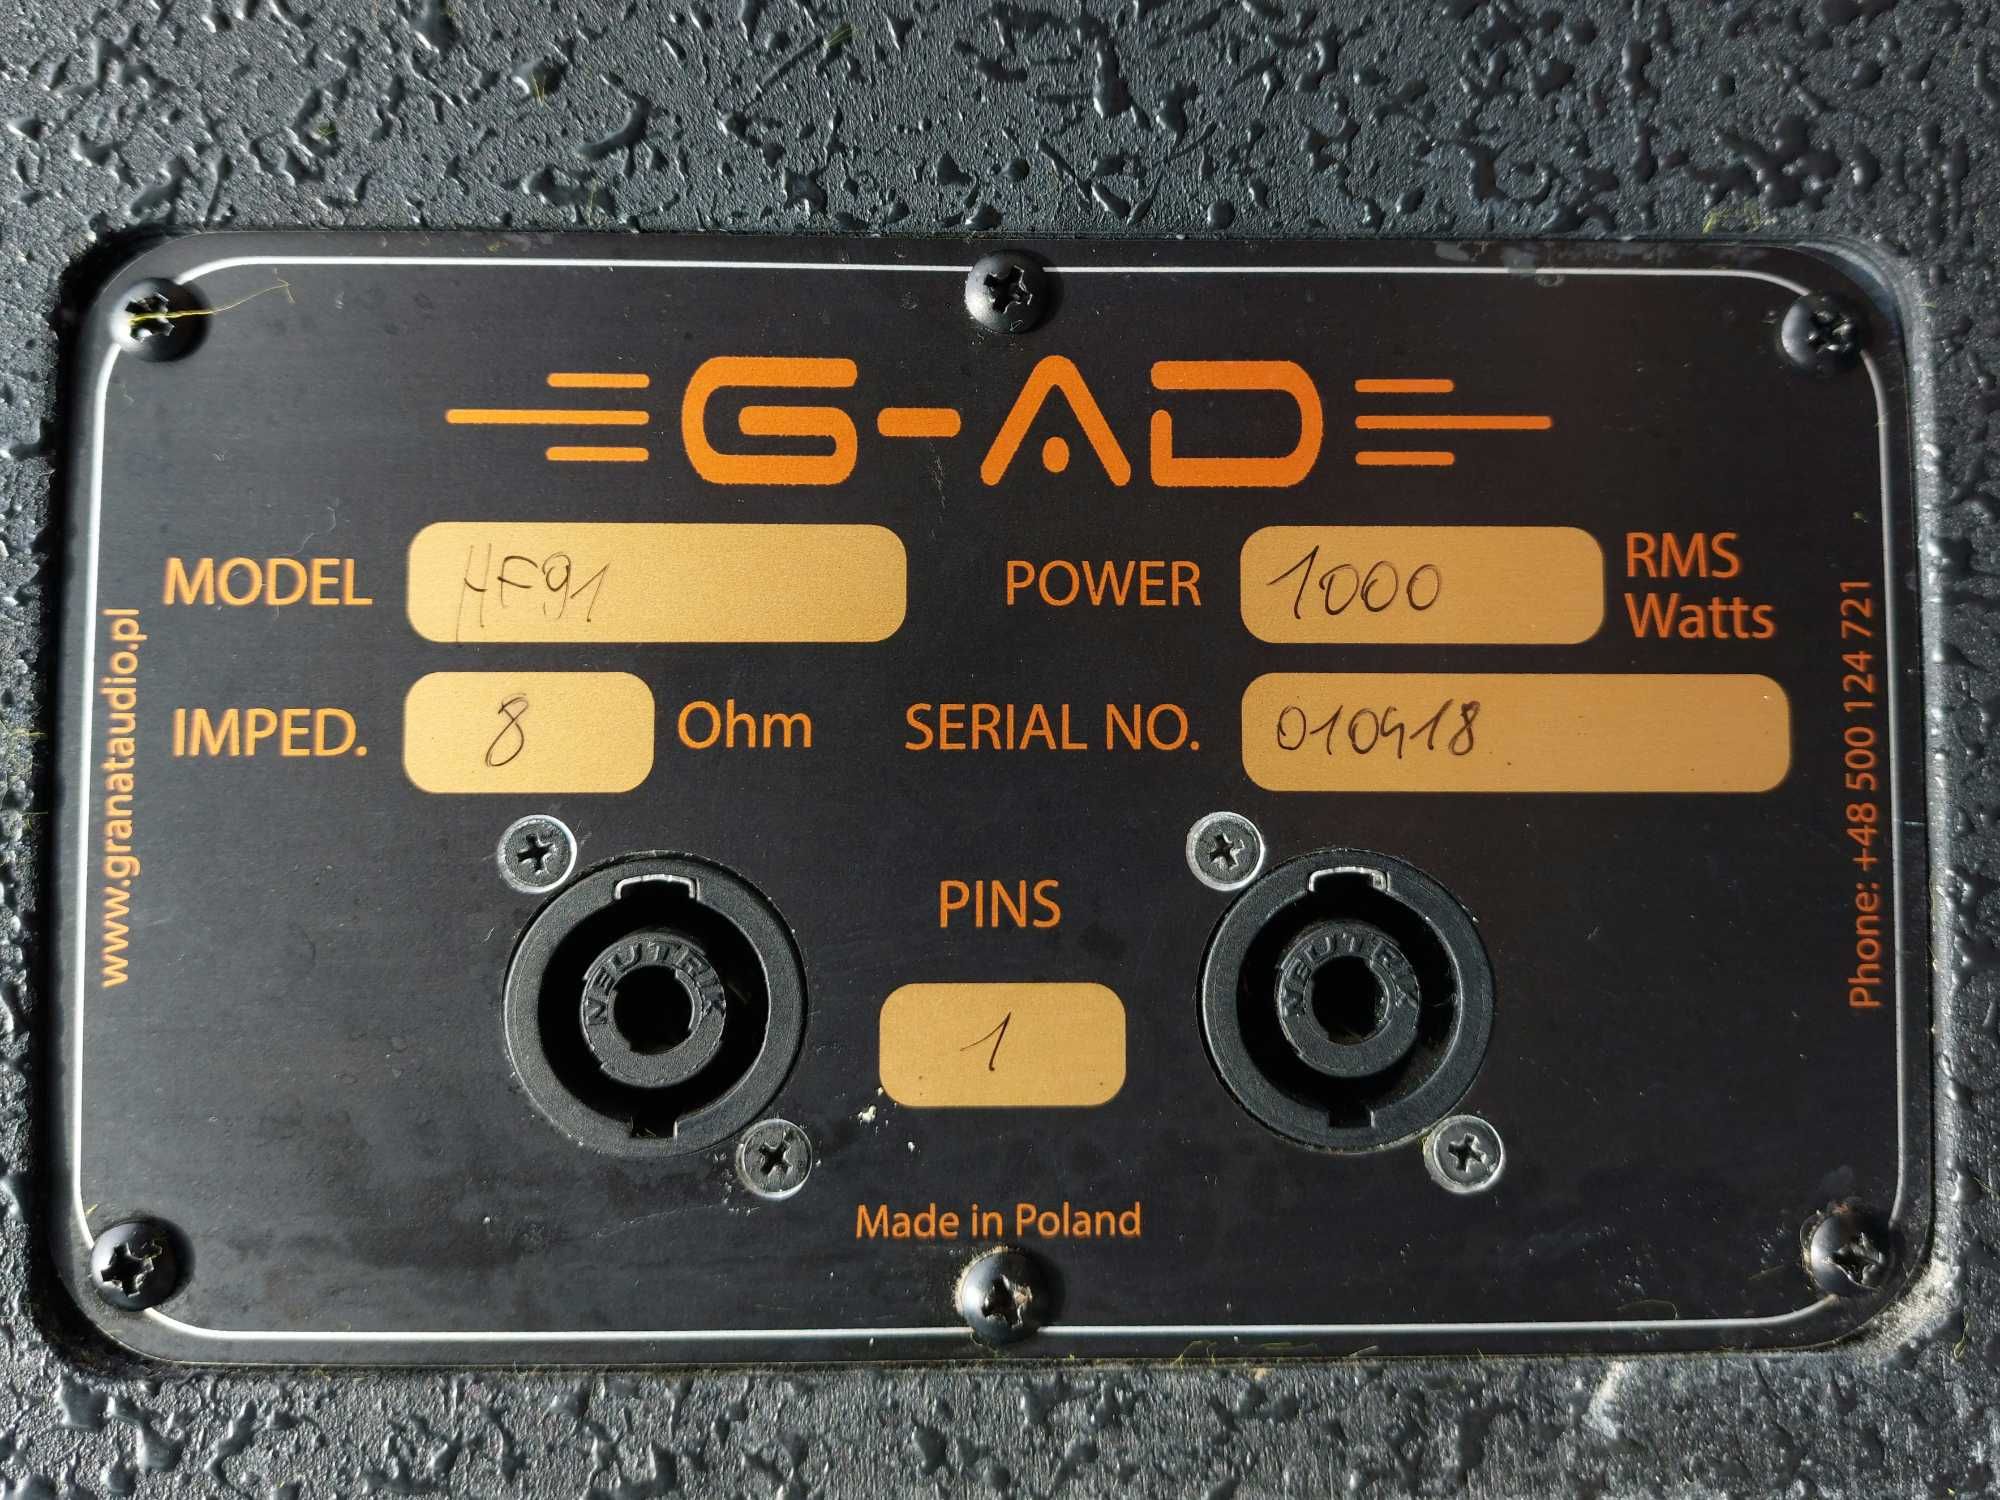 G-AD
MODEL HF91
POWER 1000 RMS Watts
IMPED. 8 Ohm
SERIAL NO. 010418
PINS
1
NEUTRIK
NEUTRIK
Made in Poland
www.granataudio.pl
Phone: +48 500 124 721